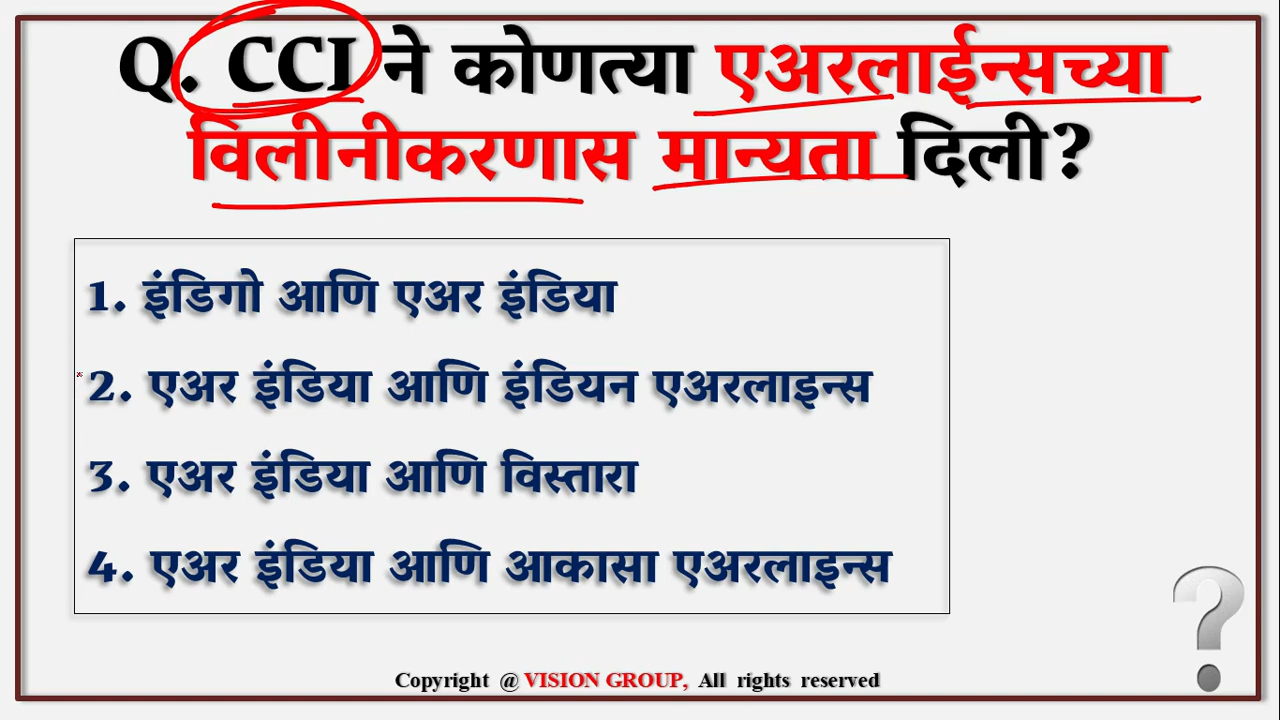 Q. CCI ने कोणत्या एअरलाईन्सच्या
विलीनीकरणास मान्यता दिली?
1. इंडिगो आणि एअर इंडिया
2. एअर इंडिया आणि इंडियन एअरलाइन्स
3. एअर इंडिया आणि विस्तारा
4. एअर इंडिया आणि आकासा एअरलाइन्स
Copyright @ VISION GROUP, All rights reserved